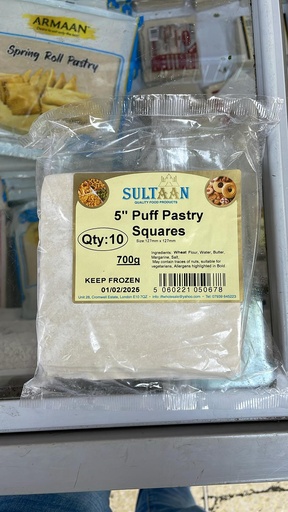 ARMAAN
Spring Roll Pastry
SULTAAN
QUALITY FOOD PRODUCTS
5" Puff Pastry
Squares
Size 127mm x 127mm
Qty:10
700g
Ingredients: Wheat Flour, Water, Butter,
Margarine, Salt.
May contain traces of nuts, suitable for
vegetarians, Allergens highlighted in Bold
KEEP FROZEN
01/02/2025
5 060221 050678